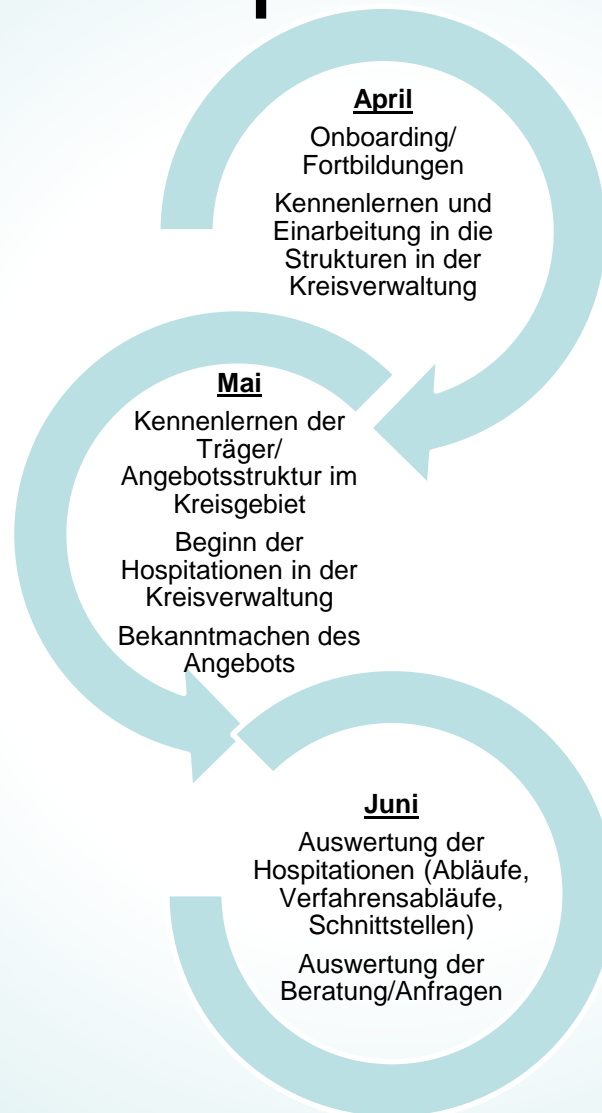 April
Onboarding/
Fortbildungen
Kennenlernen und
Einarbeitung in die
Strukturen in der
Kreisverwaltung
Mai
Kennenlernen der
Träger/
Angebotsstruktur im
Kreisgebiet
Beginn der
Hospitationen in der
Kreisverwaltung
Bekanntmachen des
Angebots
Juni
Auswertung der
Hospitationen (Abläufe,
Verfahrensabläufe,
Schnittstellen)
Auswertung der
Beratung/Anfragen